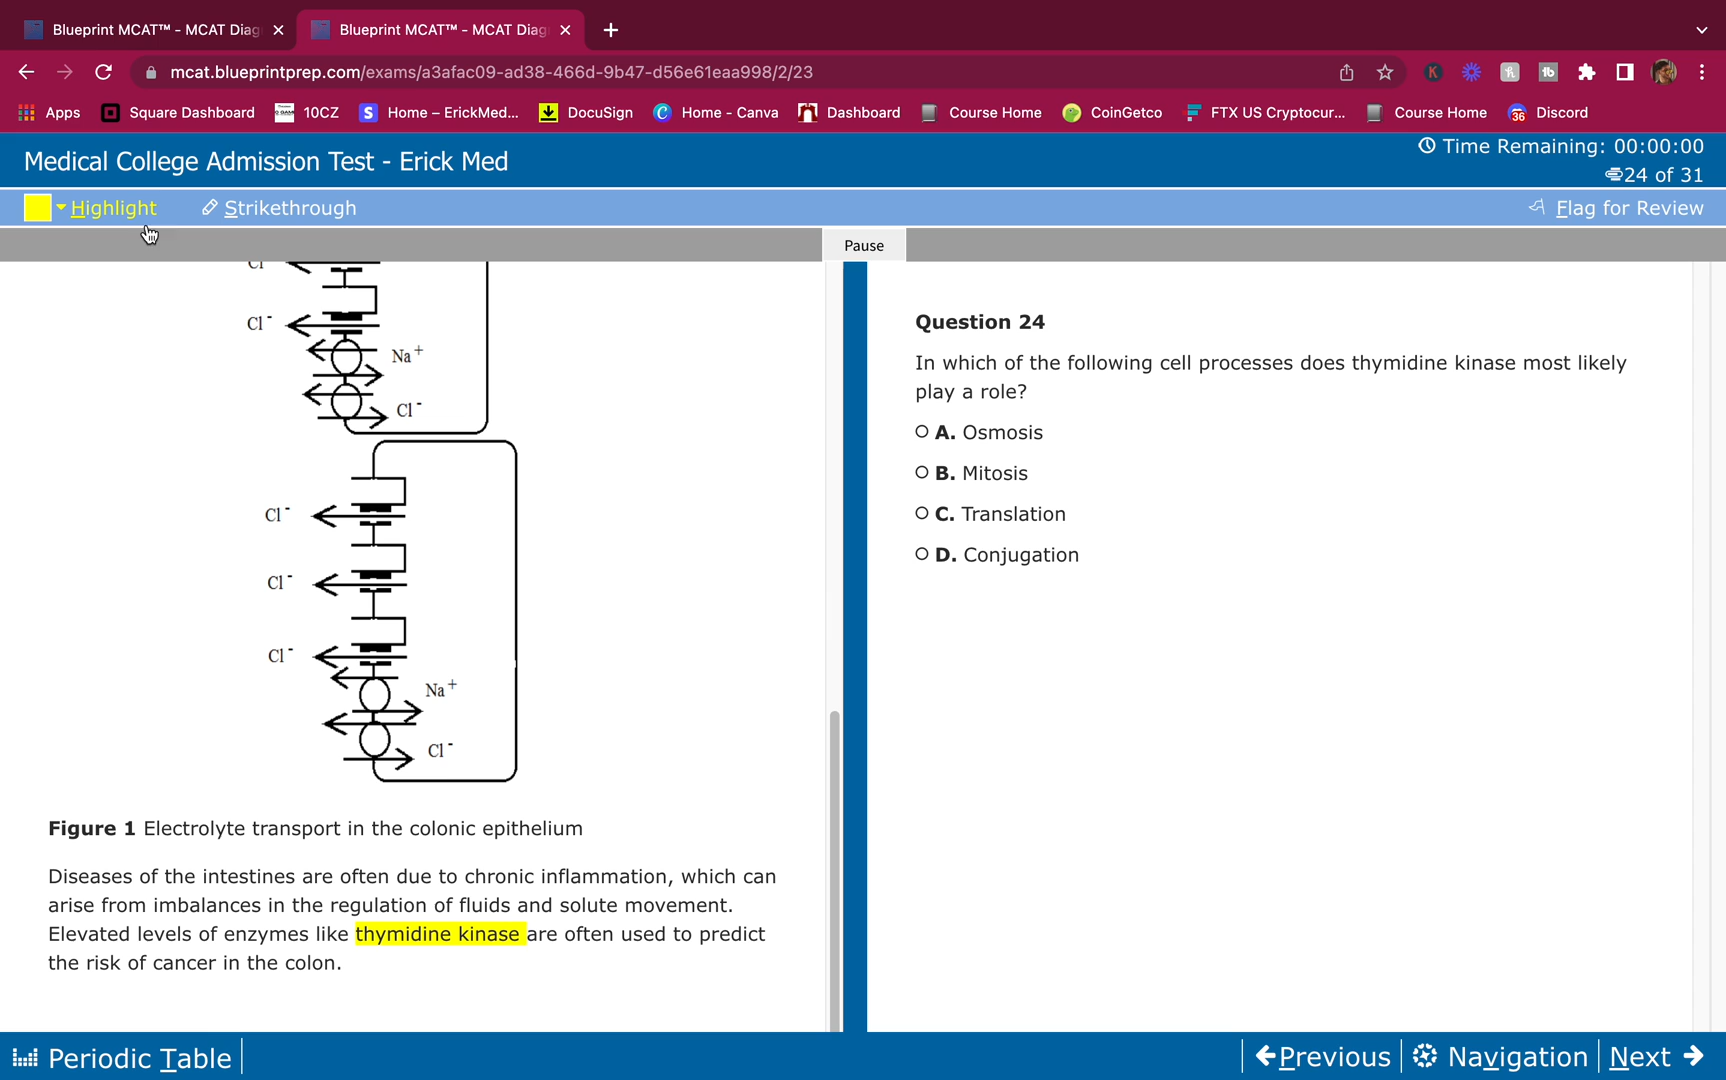 Blueprint MCAT™ - MCAT Diag
Blueprint MCAT™ - MCAT Diag
mcat.blueprintprep.com/exams/a3afac09-ad38-466d-9b47-d56e61eaa998/2/23
Apps Square Dashboard 10CZ Home – ErickMed... DocuSign Home - Canva Dashboard Course Home CoinGetco FTX US Cryptocur... Course Home 36 Discord
Medical College Admission Test - Erick Med
Time Remaining: 00:00:00
24 of 31
Highlight Strikethrough
Flag for Review
Pause
Cl
Cl⁻
Na⁺
Cl⁻
Cl⁻
Cl⁻
Cl⁻
Na⁺
Cl⁻
Figure 1 Electrolyte transport in the colonic epithelium
Diseases of the intestines are often due to chronic inflammation, which can
arise from imbalances in the regulation of fluids and solute movement.
Elevated levels of enzymes like thymidine kinase are often used to predict
the risk of cancer in the colon.
Question 24
In which of the following cell processes does thymidine kinase most likely
play a role?
A. Osmosis
B. Mitosis
C. Translation
D. Conjugation
Periodic Table
Previous Navigation Next